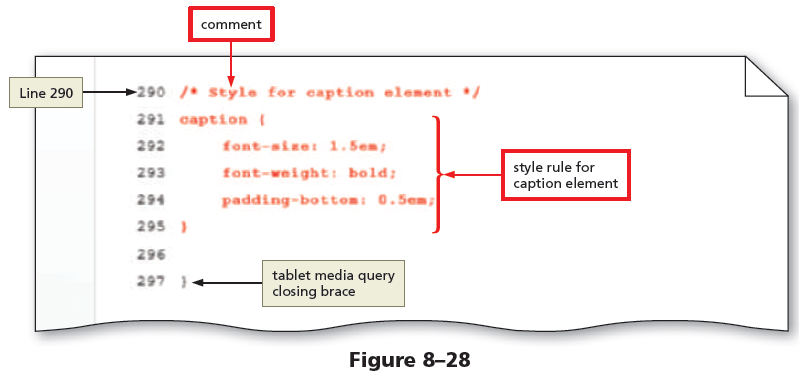 comment
Line 290
290 /* Style for caption element */
291 caption {
292 font-size: 1.5em;
293 font-weight: bold;
294 padding-bottom: 0.5em;
295 }
296
297 }
style rule for
caption element
tablet media query
closing brace
Figure 8–28